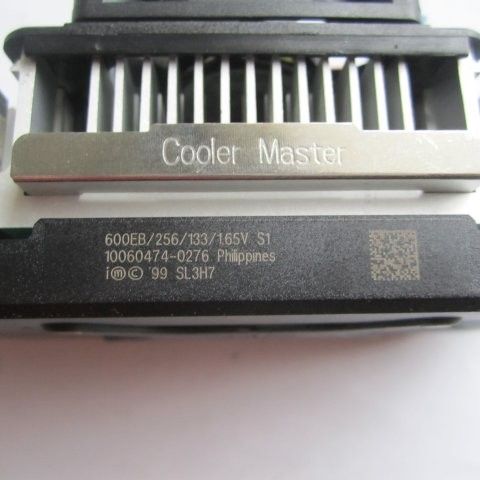 Cooler Master
600EB/256/133/1.65V S1
10060474-0276 Philippines
i ⓜ © '99 SL3H7